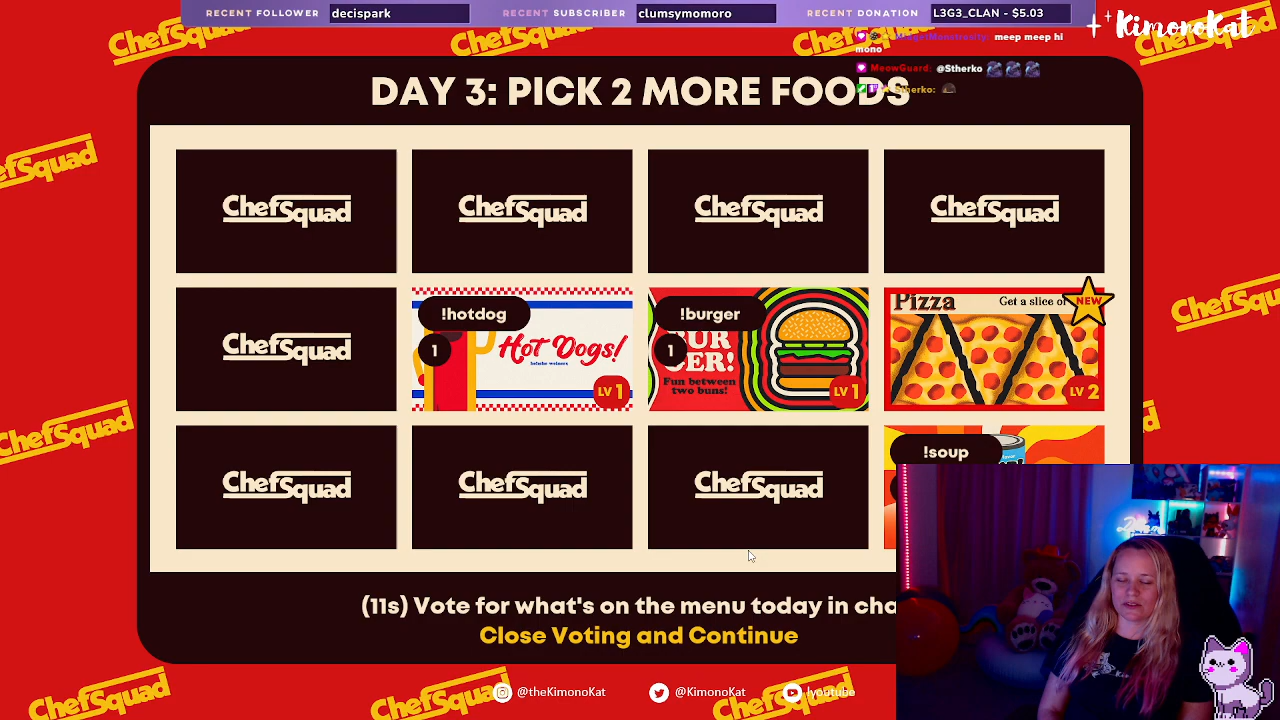 RECENT FOLLOWER decispark RECENT SUBSCRIBER clumsymomoro RECENT DONATION L3G3_CLAN - $5.03
KimonoKat
meep meep hi
mono
MeowGuard: @Stherko
Stherko:
DAY 3: PICK 2 MORE FOODS
ChefSquad ChefSquad ChefSquad ChefSquad
ChefSquad
!hotdog
1
Hot Dogs!
LV 1
!burger
1
Fun between
two buns!
LV 1
Pizza Get a slice of
NEW
LV 2
ChefSquad ChefSquad ChefSquad
!soup
(11s) Vote for what's on the menu today in cha
Close Voting and Continue
@theKimonoKat @KimonoKat !youtube
ChefSquad
ChefSquad
ChefSquad
ChefSquad
ChefSquad
ChefSquad